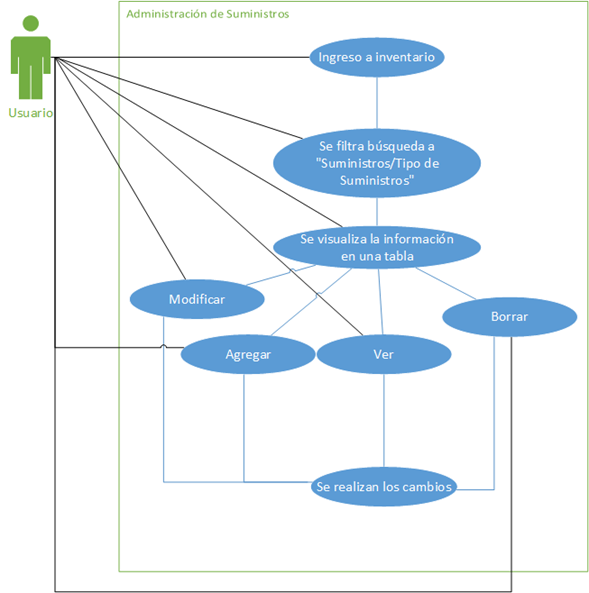 Administración de Suministros
Usuario
Ingreso a inventario
Se filtra búsqueda a
"Suministros/Tipo de
Suministros"
Se visualiza la información
en una tabla
Modificar
Borrar
Agregar
Ver
Se realizan los cambios